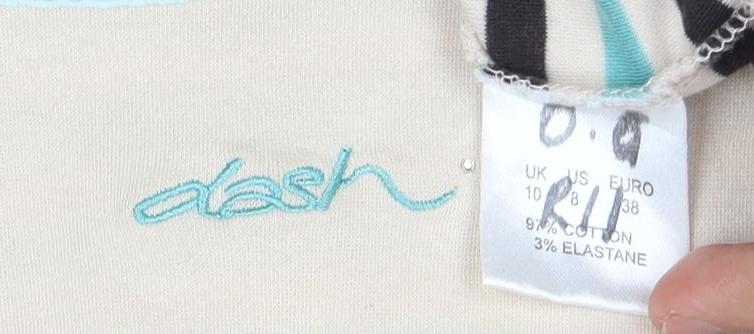 dash
D.a
UK US EURO
10 8 38
R11
97% COTTON
3% ELASTANE